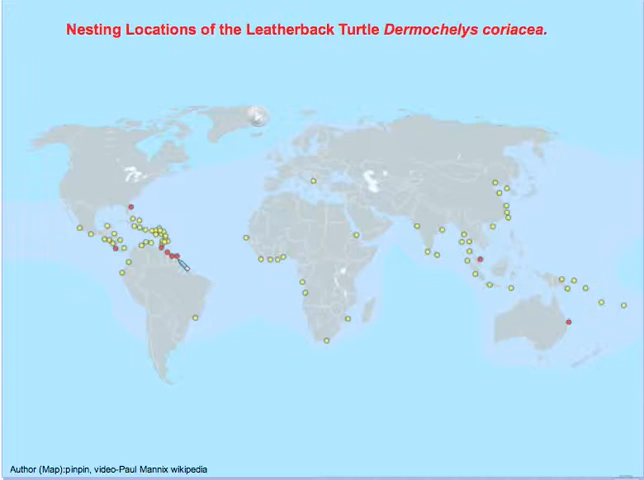 Nesting Locations of the Leatherback Turtle Dermochelys coriacea.
Author (Map):pinpin, video-Paul Mannix wikipedia